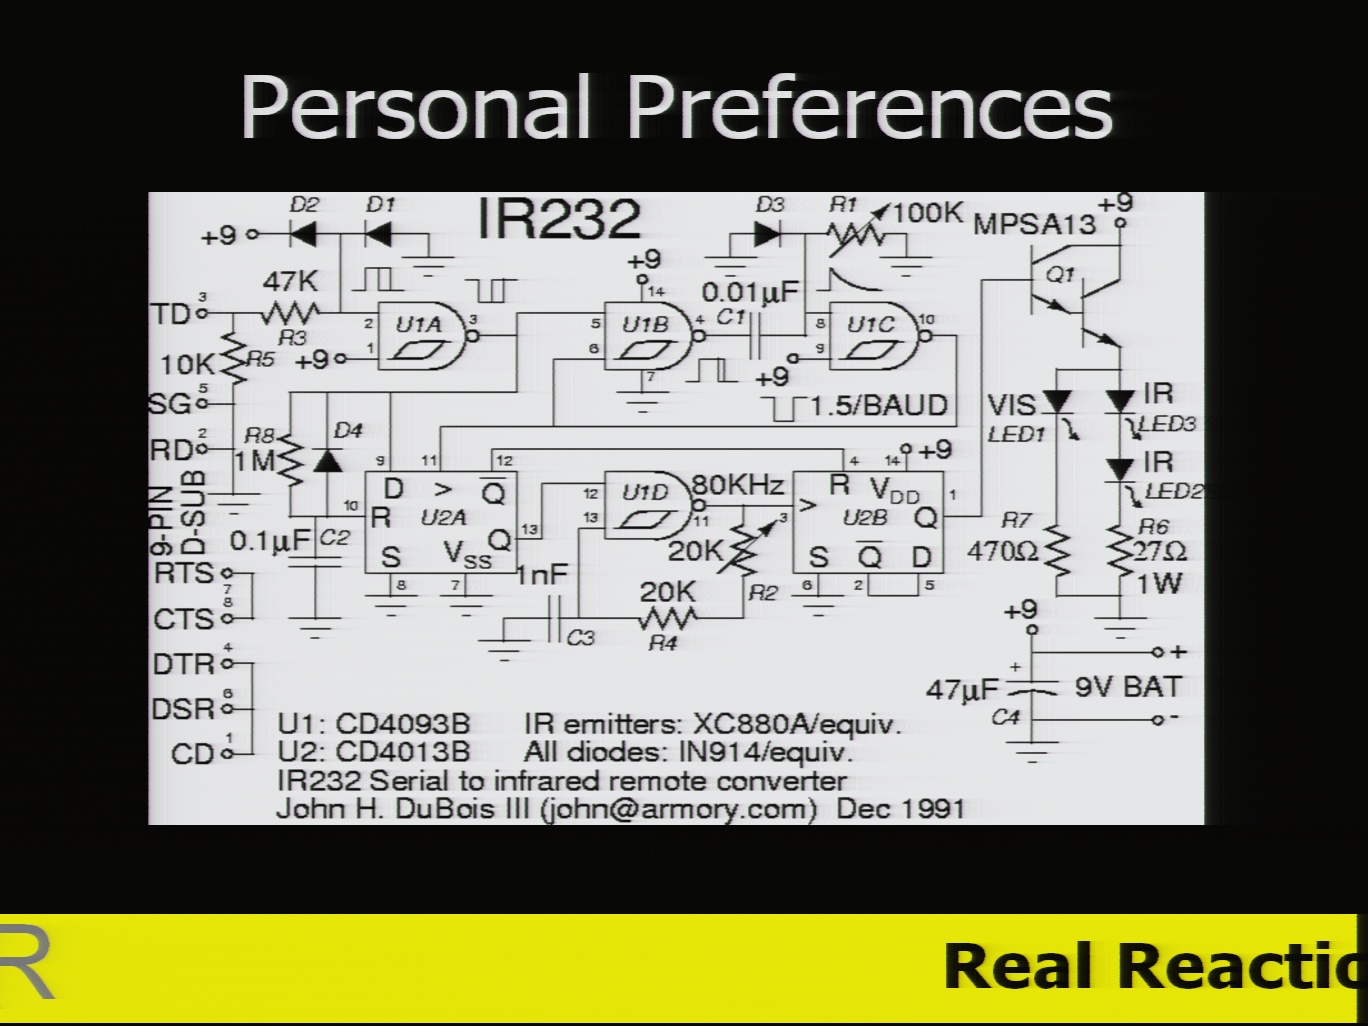 Personal Preferences
IR232
D2
D1
+9
47K
TD
3
R3
2
1
U1A
3
+9
10K
R5
SG
5
RD
2
9-PIN
D-SUB
R8
1M
D4
0.1µF
C2
RTS
7
8
CTS
DTR
4
DSR
6
CD
1
+9
14
5
6
U1B
4
7
0.01µF
C1
D3
R1
100K
8
9
U1C
10
+9
1.5/BAUD
MPSA13
+9
Q1
VIS
LED1
IR
LED3
IR
LED2
R7
470Ω
R6
27Ω
1W
9
11
12
10
D
>
Q
R
U2A
Q
13
S
VSS
8
7
12
13
U1D
11
80KHz
1nF
C3
20K
R4
20K
R2
3
4
14
+9
>
R
VDD
U2B
Q
1
S
Q
D
6
2
5
+9
+
47µF
C4
+
9V BAT
-
U1: CD4093B IR emitters: XC880A/equiv.
U2: CD4013B All diodes: IN914/equiv.
IR232 Serial to infrared remote converter
John H. DuBois III (john@armory.com) Dec 1991
R
Real Reactio